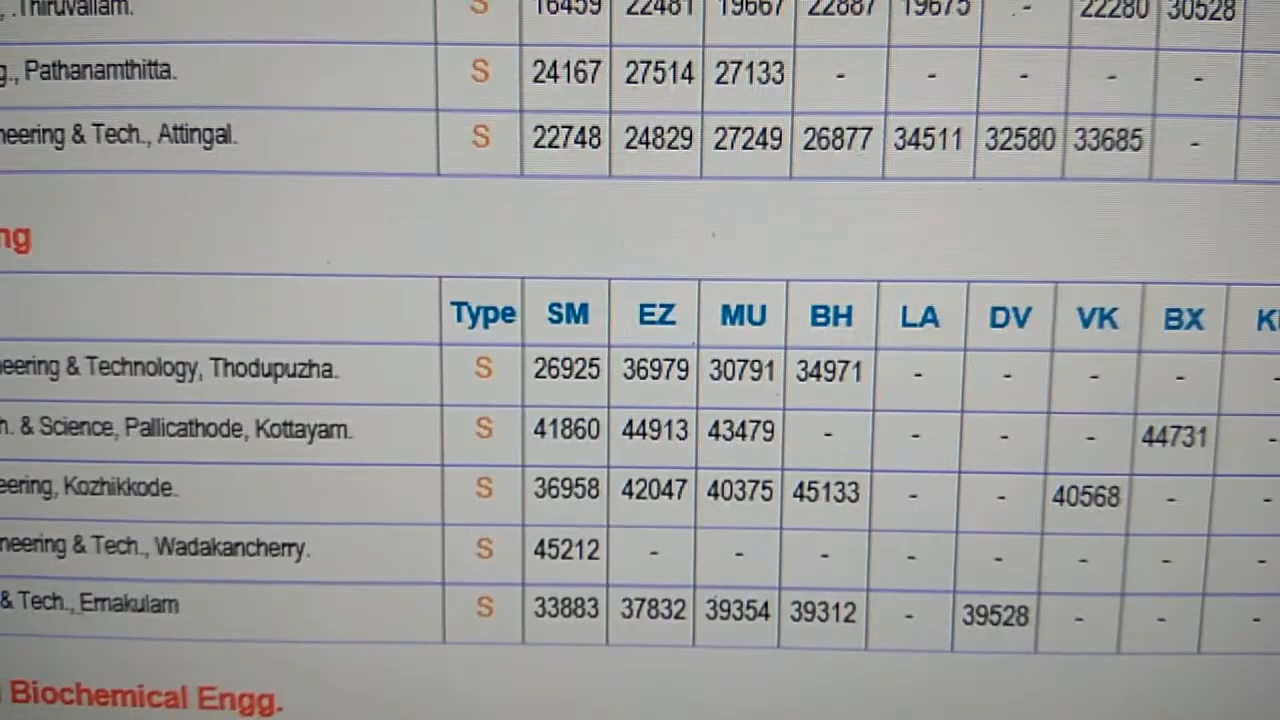 , .Thiruvallam. S 16459 22481 19667 22887 19675 - - 22280 30528
g., Pathanamthitta. S 24167 27514 27133 - - - - -
neering & Tech., Attingal. S 22748 24829 27249 26877 34511 32580 33685 -
ng
Type SM EZ MU BH LA DV VK BX
neering & Technology, Thodupuzha. S 26925 36979 30791 34971 - - - - -
h. & Science, Pallicathode, Kottayam. S 41860 44913 43479 - - - - 44731 -
eering, Kozhikkode. S 36958 42047 40375 45133 - - 40568 - -
neering & Tech., Wadakancherry. S 45212 - - - - - - - -
& Tech., Ernakulam S 33883 37832 39354 39312 - 39528 - - -
Biochemical Engg.